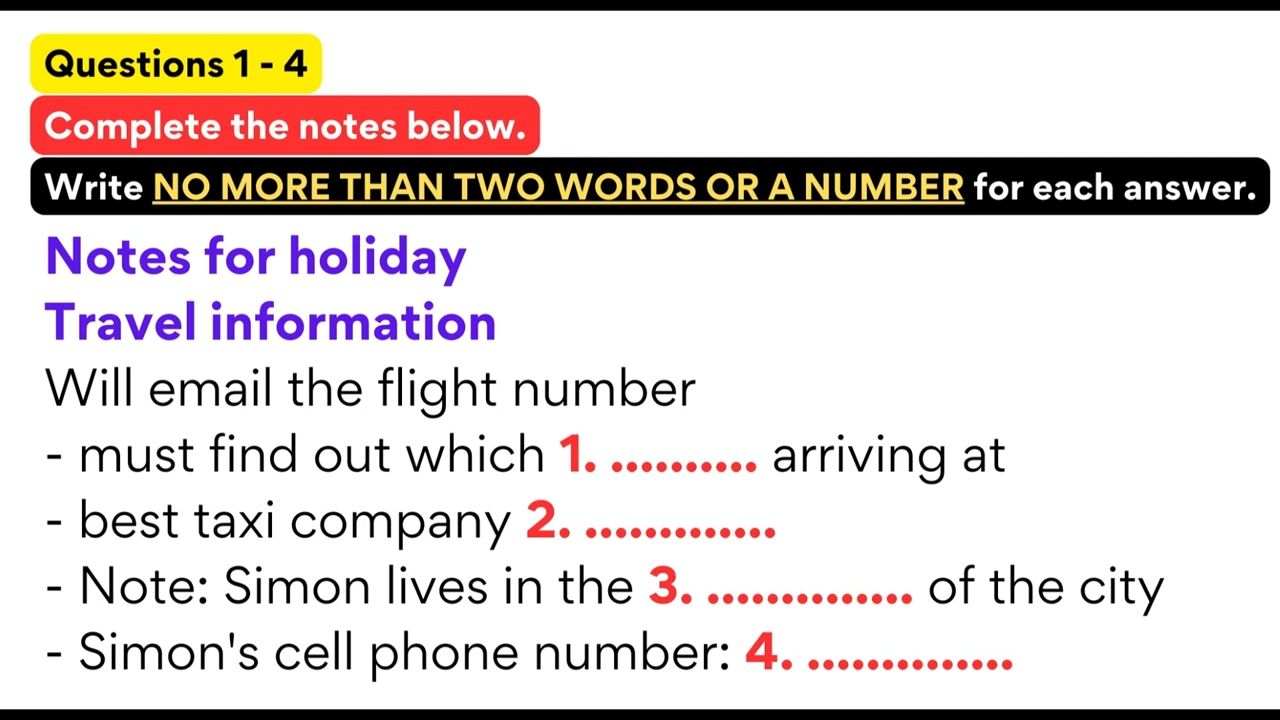 Questions 1 - 4
Complete the notes below.
Write NO MORE THAN TWO WORDS OR A NUMBER for each answer.
Notes for holiday
Travel information
Will email the flight number
- must find out which 1. .......... arriving at
- best taxi company 2. .............
- Note: Simon lives in the 3. .............. of the city
- Simon's cell phone number: 4. ..............